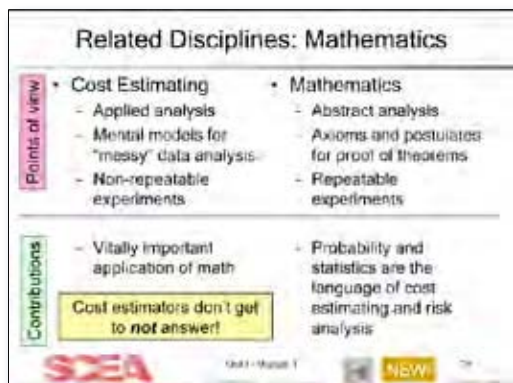 Related Disciplines: Mathematics
Points of view
• Cost Estimating
- Applied analysis
- Mental models for
"messy" data analysis
- Non-repeatable
experiments
• Mathematics
- Abstract analysis
- Axioms and postulates
for proof of theorems
- Repeatable
experiments
Contributions
- Vitally important
application of math
Cost estimators don't get
to not answer!
- Probability and
statistics are the
language of cost
estimating and risk
analysis
SCEA
NEW!